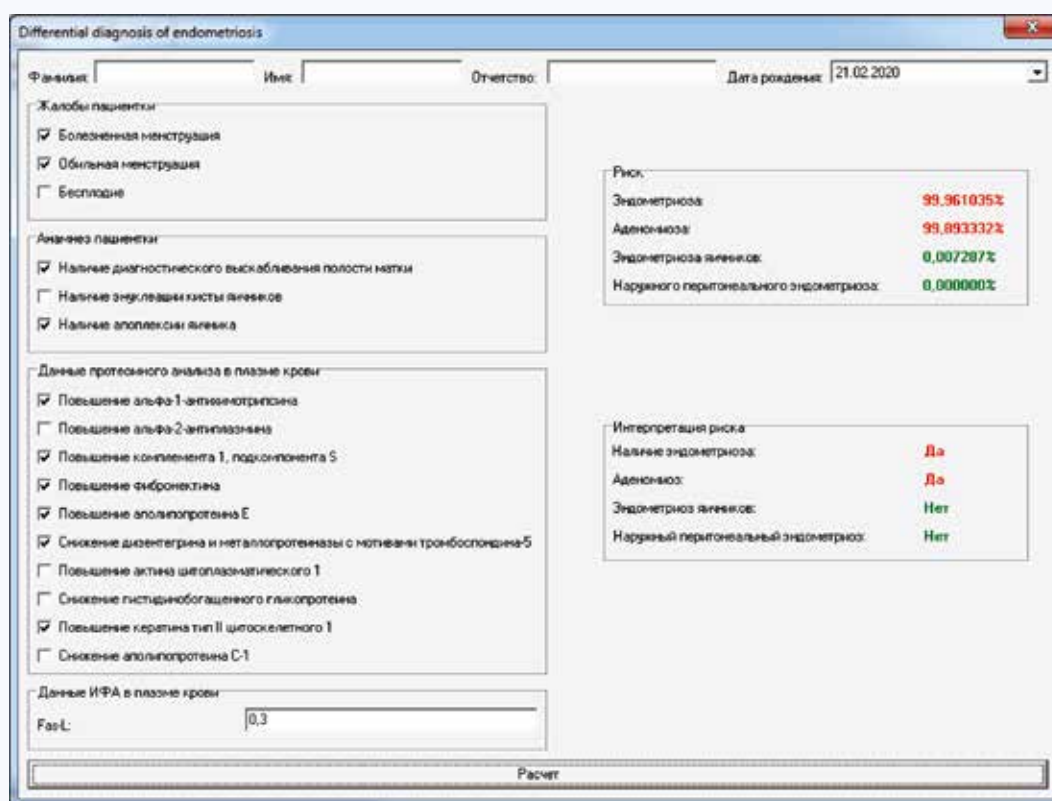 Differential diagnosis of endometriosis
Фамилия: Имя: Отчетство: Дата рождения: 21.02.2020
Жалобы пациентки
Болезненная менструация
Обильная менструация
Бесплодие
Анамнез пациентки
Наличие диагностического выскабливания полости матки
Наличие энуклеации кисты яичников
Наличие апоплексии яичника
Данные протеомного анализа в плазме крови
Повышение альфа-1-антихимотрипсина
Повышение альфа-2-антиплазмина
Повышение комплемента 1, подкомпонента S
Повышение фибронектина
Повышение аполипопротеина E
Снижение дизентегрина и металлопротеиназы с мотивами тромбоспондина-5
Повышение актина цитоплазматического 1
Снижение гистидинобогащенного гликопротеина
Повышение кератина тип II цитоскелетного 1
Снижение аполипопротеина C-1
Данные ИФА в плазме крови
Fas-L: 0,3
Риск
Эндометриоза: 99,961035%
Аденомиоза: 99,893332%
Эндометриоза яичников: 0,007287%
Наружного перитонеального эндометриоза: 0,000000%
Интерпретация риска
Наличие эндометриоза: Да
Аденомиоз: Да
Эндометриоз яичников: Нет
Наружный перитонеальный эндометриоз: Нет
Расчет